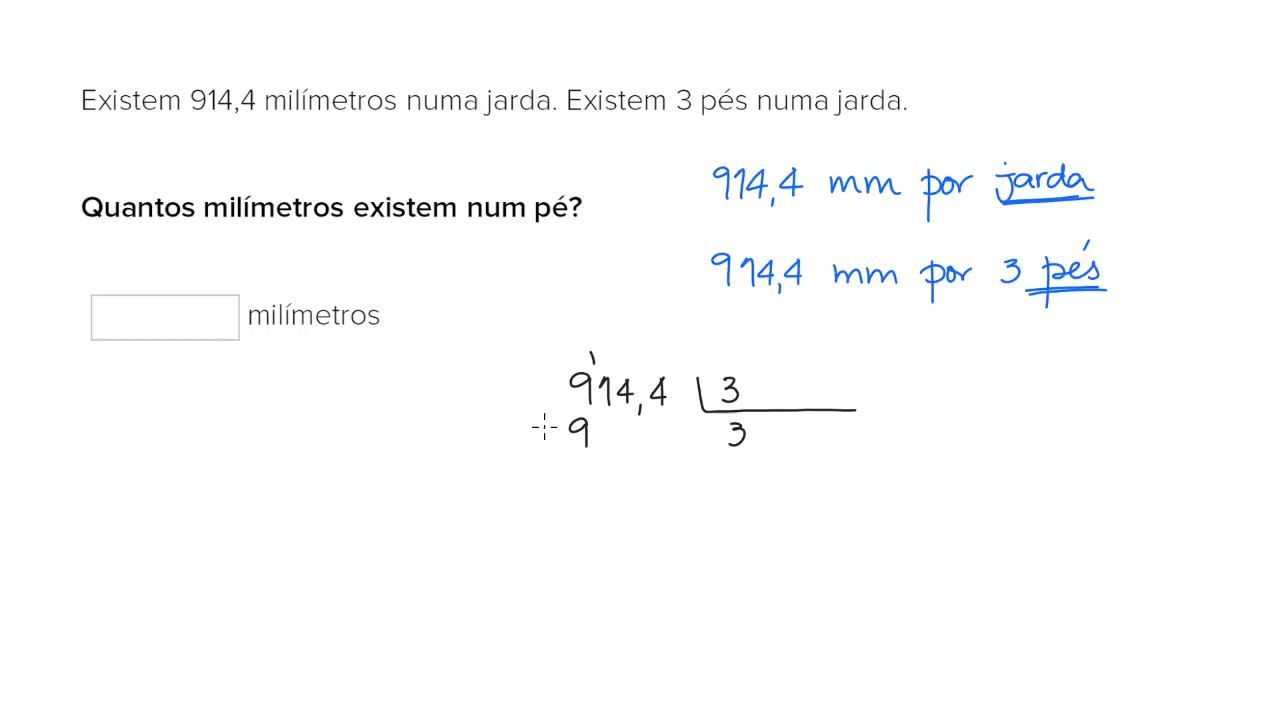 Existem 914,4 milímetros numa jarda. Existem 3 pés numa jarda.
914,4 mm por jarda
Quantos milímetros existem num pé?
914,4 mm por 3 pés
milímetros
914,4 3
9 3